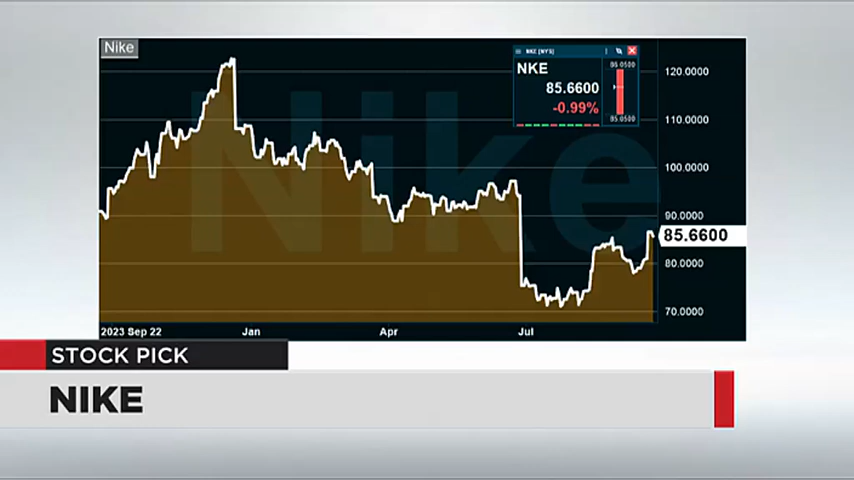 Nike
NKE [NYS]
NKE
85.6600
-0.99%
86.0500
85.0500
Nike
120.0000
110.0000
100.0000
90.0000
85.6600
80.0000
70.0000
2023 Sep 22 Jan Apr Jul
STOCK PICK
NIKE